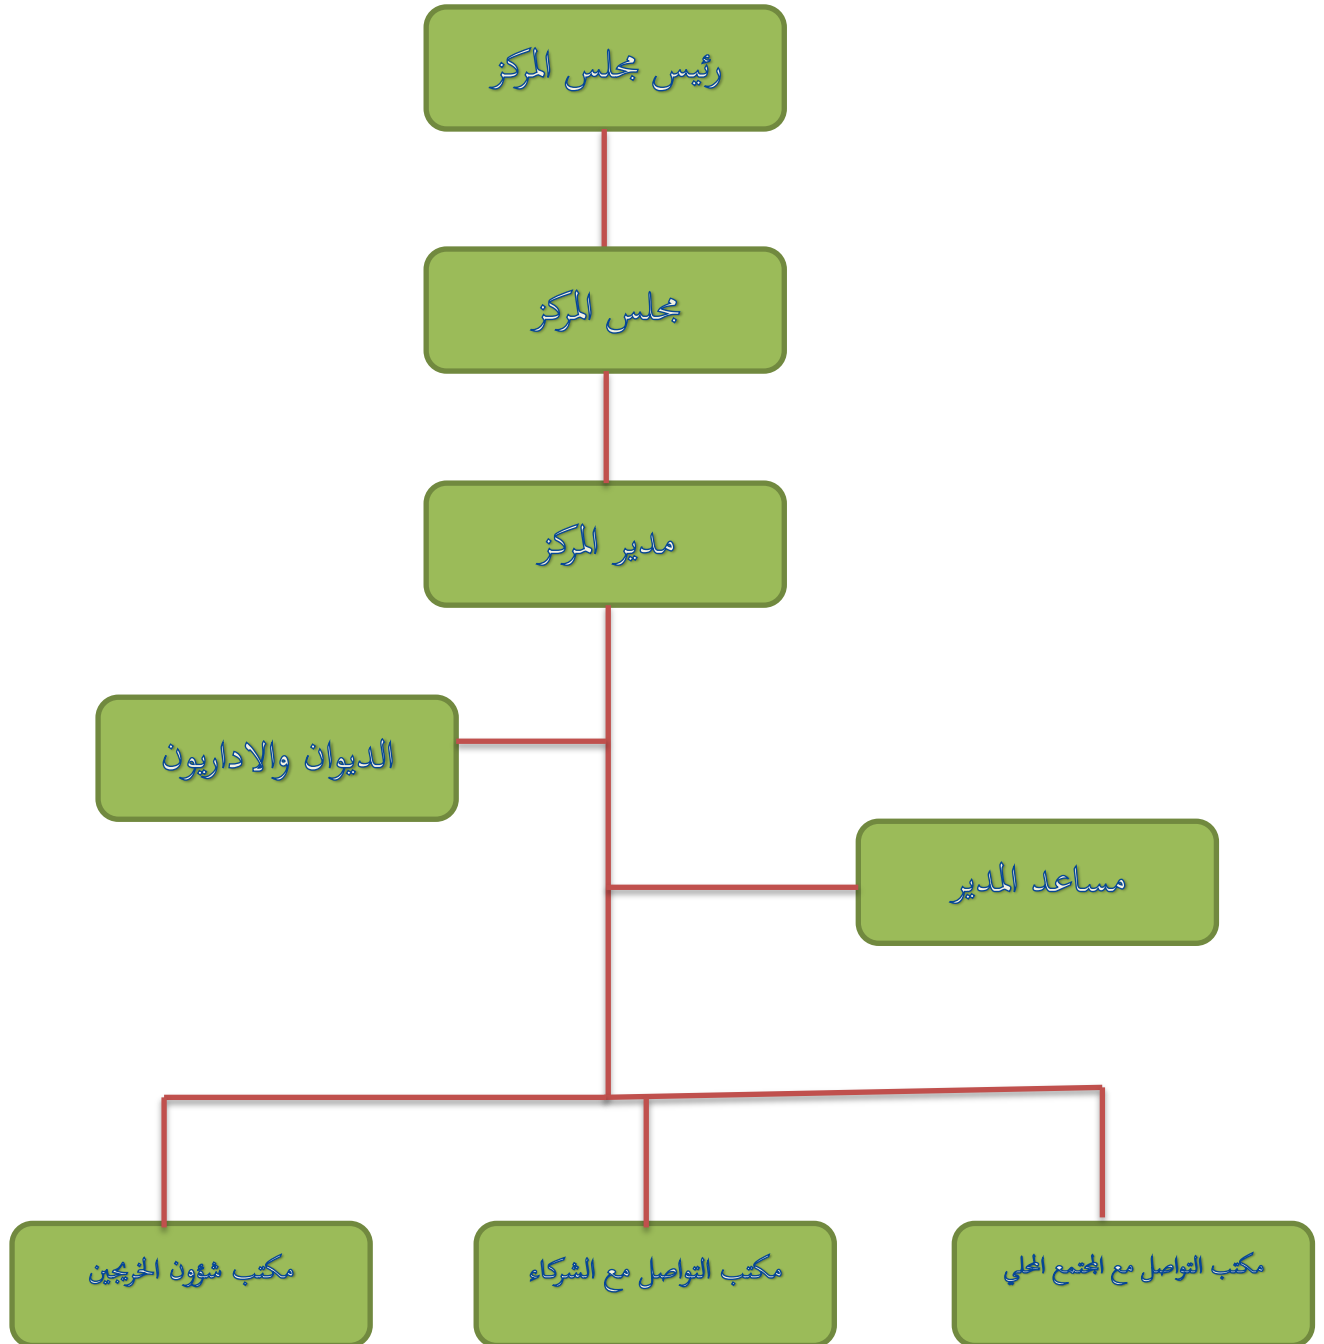 رئيس مجلس المركز
مجلس المركز
مدير المركز
الديوان والاداريون
مساعد المدير
مكتب التواصل مع المجتمع المحلي
مكتب التواصل مع الشركاء
مكتب شؤون الخريجين